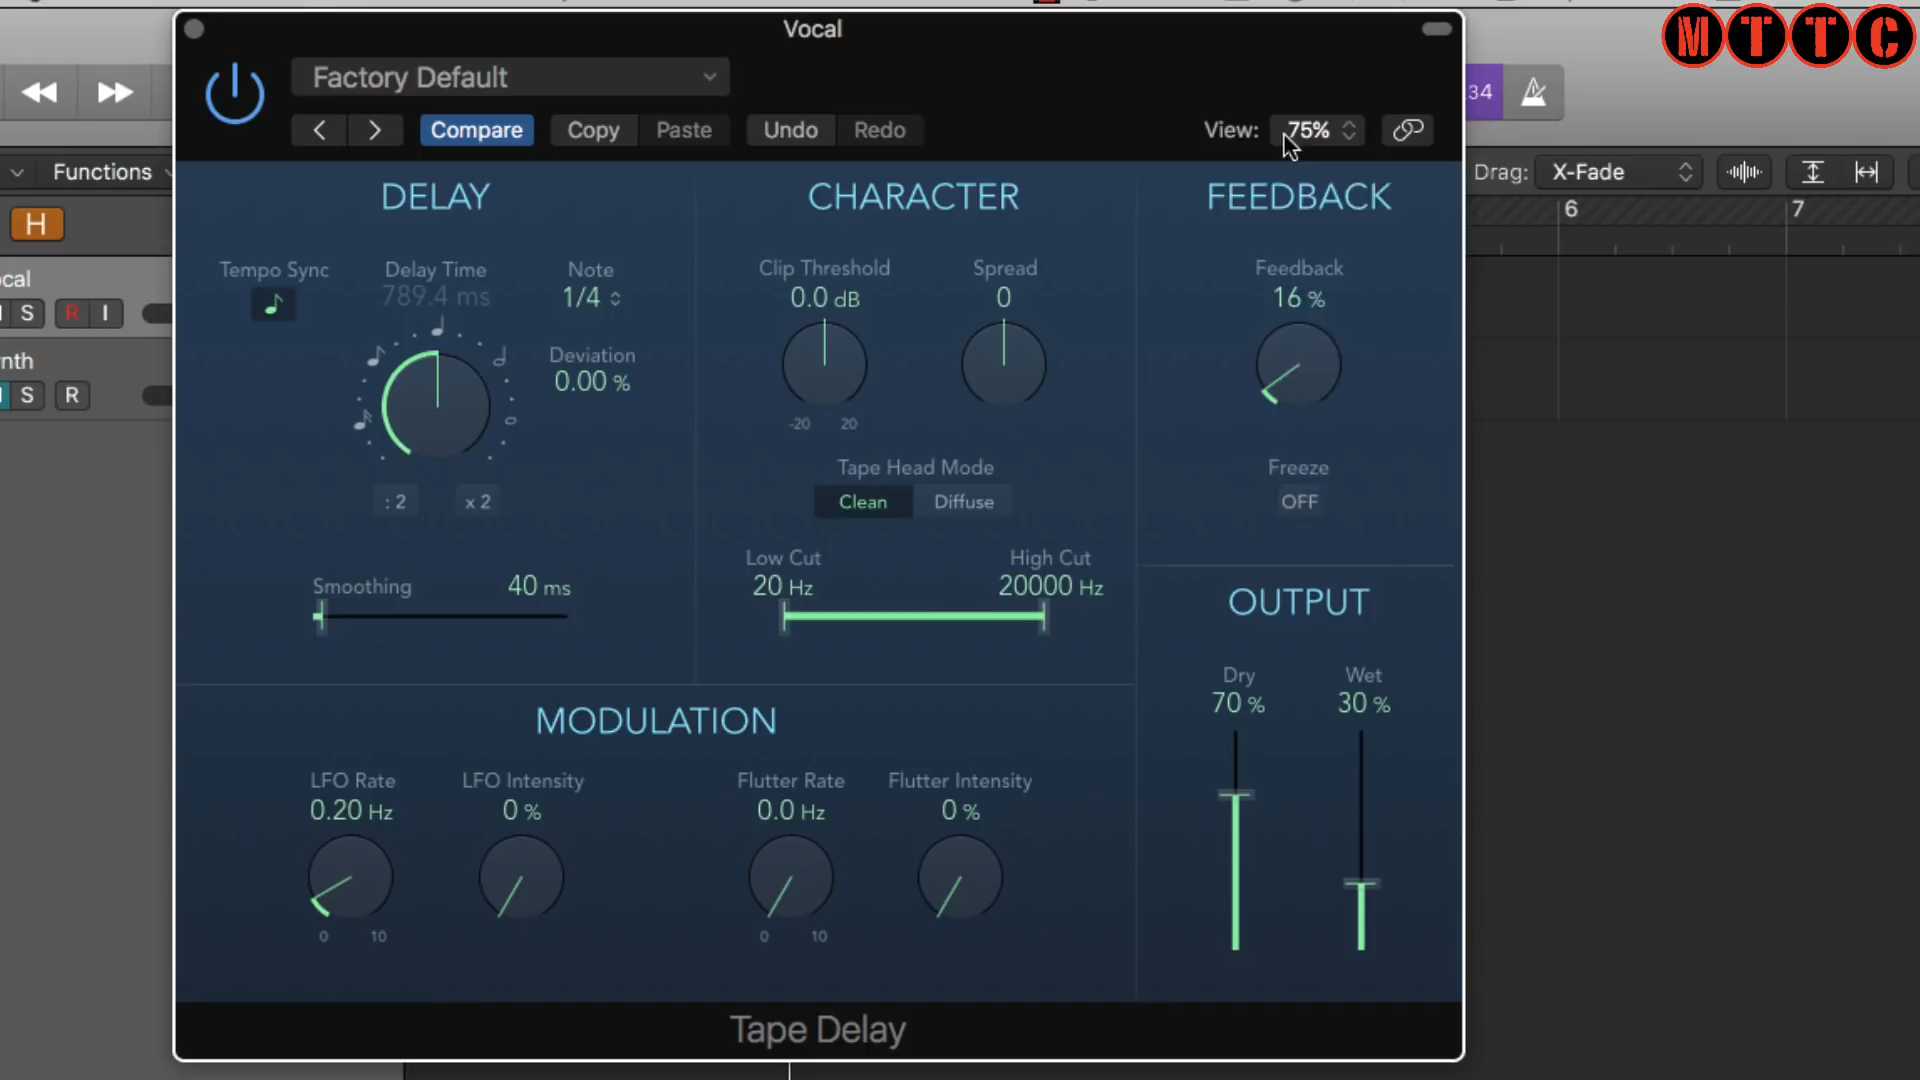 Vocal
MTTC
Factory Default
Compare
Copy
Paste
Undo
Redo
View:
75%
34
Functions
Drag:
X-Fade
H
6
7
DELAY
CHARACTER
FEEDBACK
Tempo Sync
Delay Time
789.4 ms
Note
1/4
Clip Threshold
0.0 dB
Spread
0
Feedback
16 %
ocal
S
R
I
Deviation
0.00 %
nth
S
R
-20
20
Tape Head Mode
Clean
Diffuse
Freeze
OFF
: 2
x 2
Low Cut
20 Hz
High Cut
20000 Hz
Smoothing
40 ms
OUTPUT
Dry
70 %
Wet
30 %
MODULATION
LFO Rate
0.20 Hz
LFO Intensity
0 %
Flutter Rate
0.0 Hz
Flutter Intensity
0 %
0
10
0
10
Tape Delay